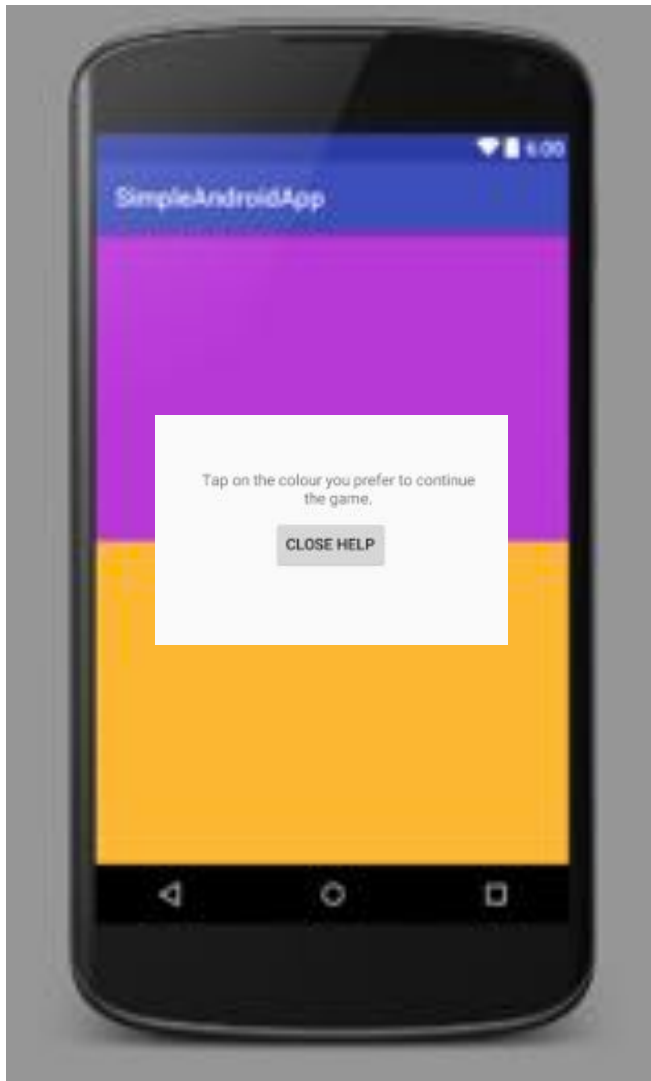 6:00
SimpleAndroidApp
Tap on the colour you prefer to continue
the game.
CLOSE HELP